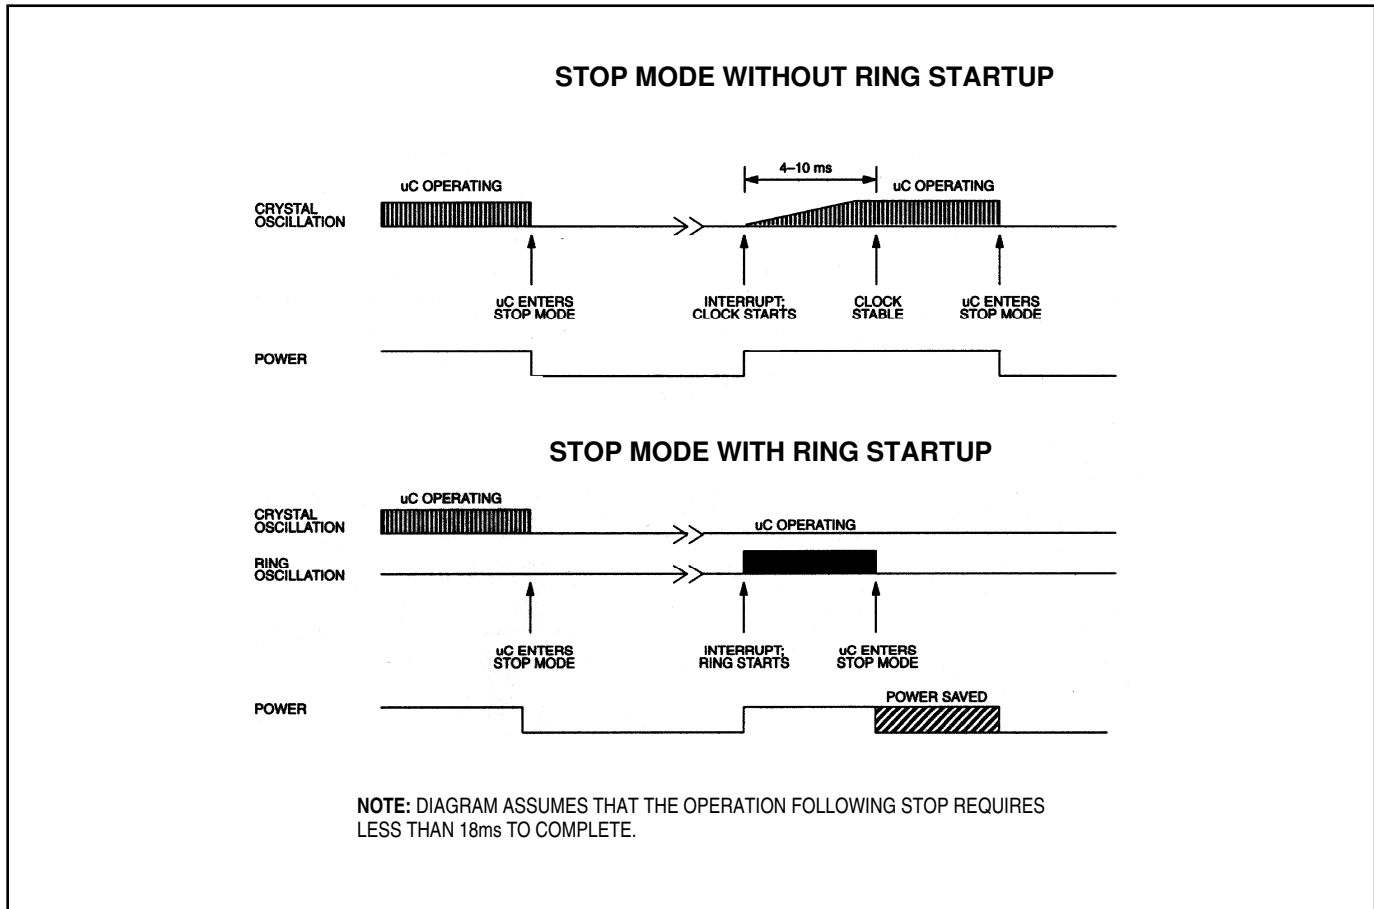 STOP MODE WITHOUT RING STARTUP
4–10 ms
uC OPERATING
uC OPERATING
CRYSTAL
OSCILLATION
uC ENTERS
STOP MODE
INTERRUPT;
CLOCK STARTS
CLOCK
STABLE
uC ENTERS
STOP MODE
POWER
STOP MODE WITH RING STARTUP
uC OPERATING
CRYSTAL
OSCILLATION
uC OPERATING
RING
OSCILLATION
uC ENTERS
STOP MODE
INTERRUPT;
RING STARTS
uC ENTERS
STOP MODE
POWER SAVED
POWER
NOTE: DIAGRAM ASSUMES THAT THE OPERATION FOLLOWING STOP REQUIRES
LESS THAN 18ms TO COMPLETE.